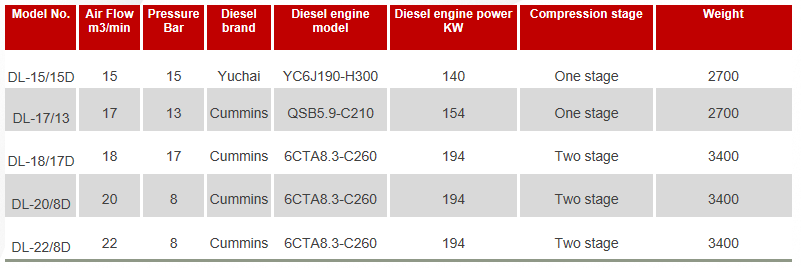 Model No. Air Flow m3/min Pressure Bar Diesel brand Diesel engine model Diesel engine power KW Compression stage Weight
DL-15/15D 15 15 Yuchai YC6J190-H300 140 One stage 2700
DL-17/13 17 13 Cummins QSB5.9-C210 154 One stage 2700
DL-18/17D 18 17 Cummins 6CTA8.3-C260 194 Two stage 3400
DL-20/8D 20 8 Cummins 6CTA8.3-C260 194 Two stage 3400
DL-22/8D 22 8 Cummins 6CTA8.3-C260 194 Two stage 3400